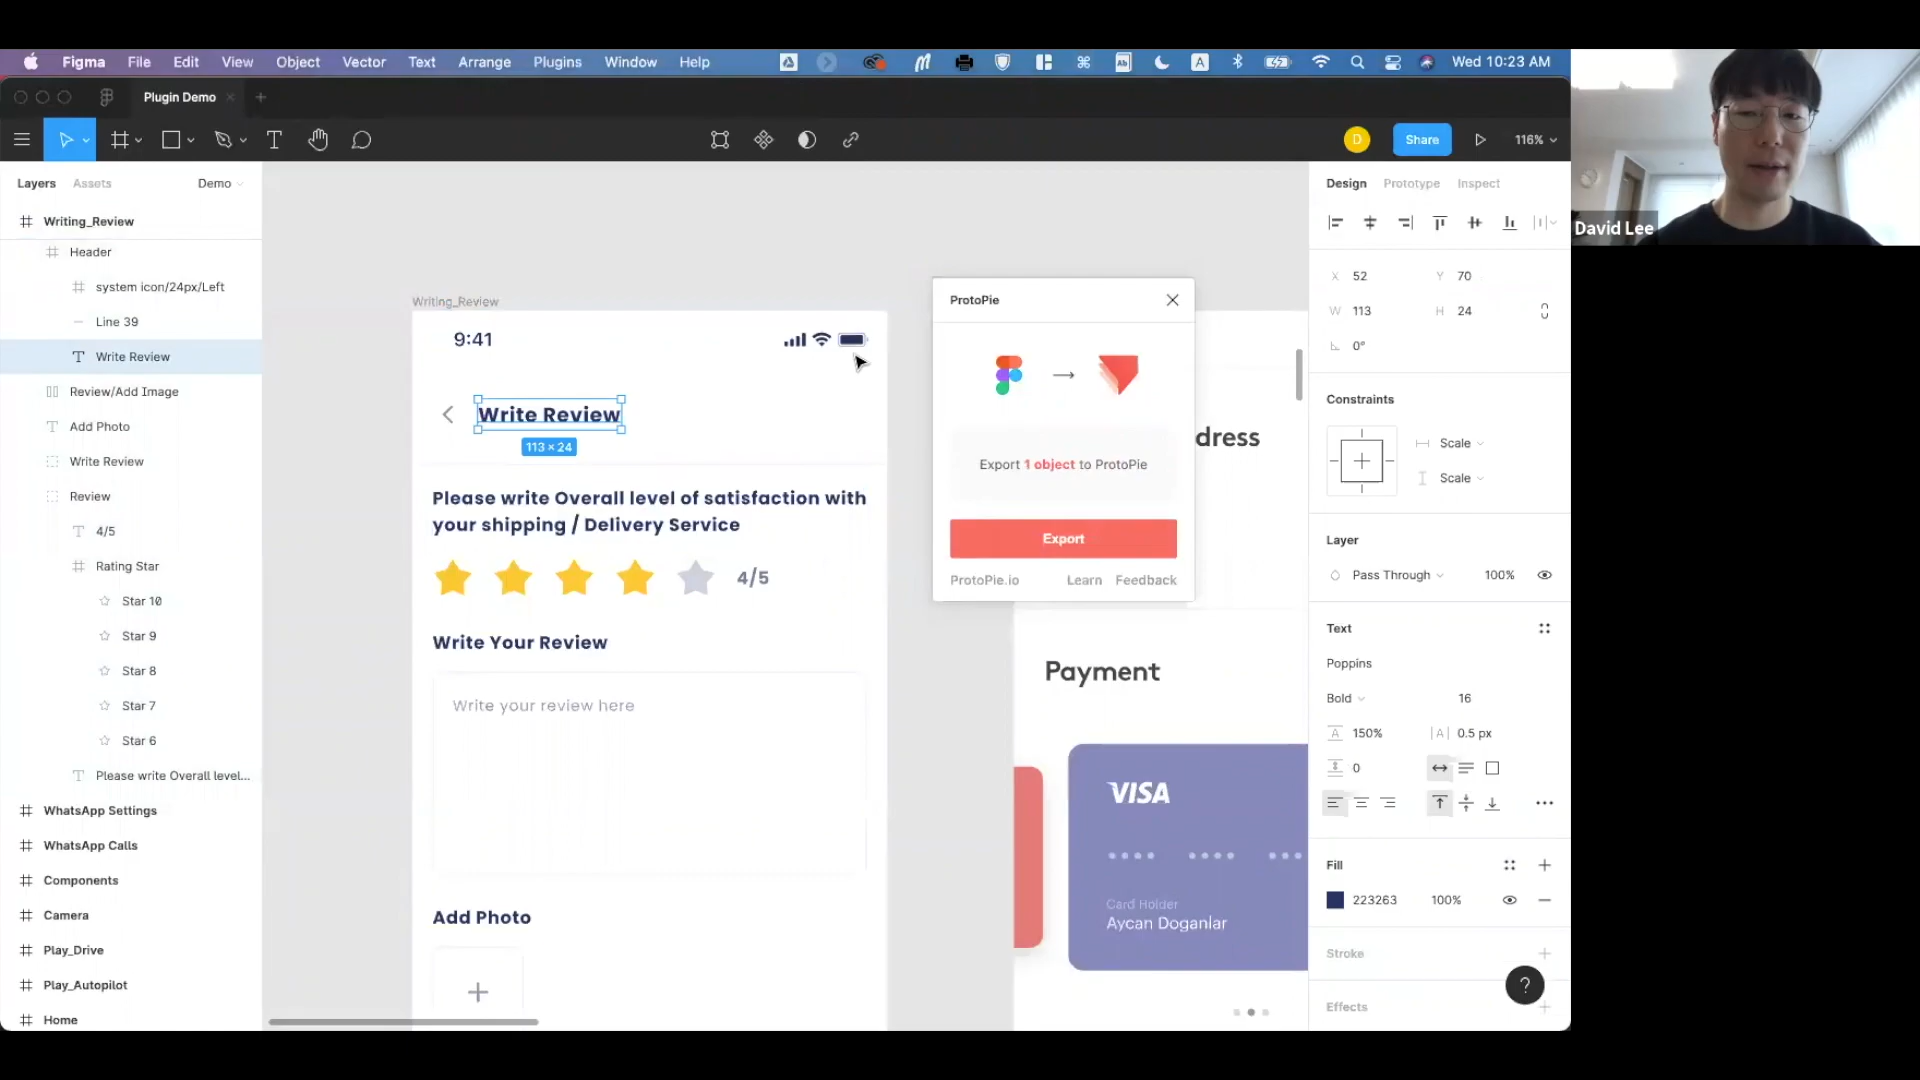 Figma File Edit View Object Vector Text Arrange Plugins Window Help
A
Wed 10:23 AM
Plugin Demo
D
Share
116%
Layers Assets Demo
Writing_Review
Header
system icon/24px/Left
Line 39
Write Review
Review/Add Image
Add Photo
Write Review
Review
4/5
Rating Star
Star 10
Star 9
Star 8
Star 7
Star 6
Please write Overall level...
WhatsApp Settings
WhatsApp Calls
Components
Camera
Play_Drive
Play_Autopilot
Home
Writing_Review
9:41
Write Review
113 × 24
Please write Overall level of satisfaction with
your shipping / Delivery Service
4/5
Write Your Review
Write your review here
Add Photo
ProtoPie
Export 1 object to ProtoPie
Export
ProtoPie.io Learn Feedback
dress
Payment
VISA
Card Holder
Aycan Doganlar
Design Prototype Inspect
X 52 Y 70
W 113 H 24
0°
Constraints
Scale
Scale
Layer
Pass Through 100%
Text
Poppins
Bold 16
150% |A| 0.5 px
0
Fill
223263 100%
Stroke
Effects
?
David Lee